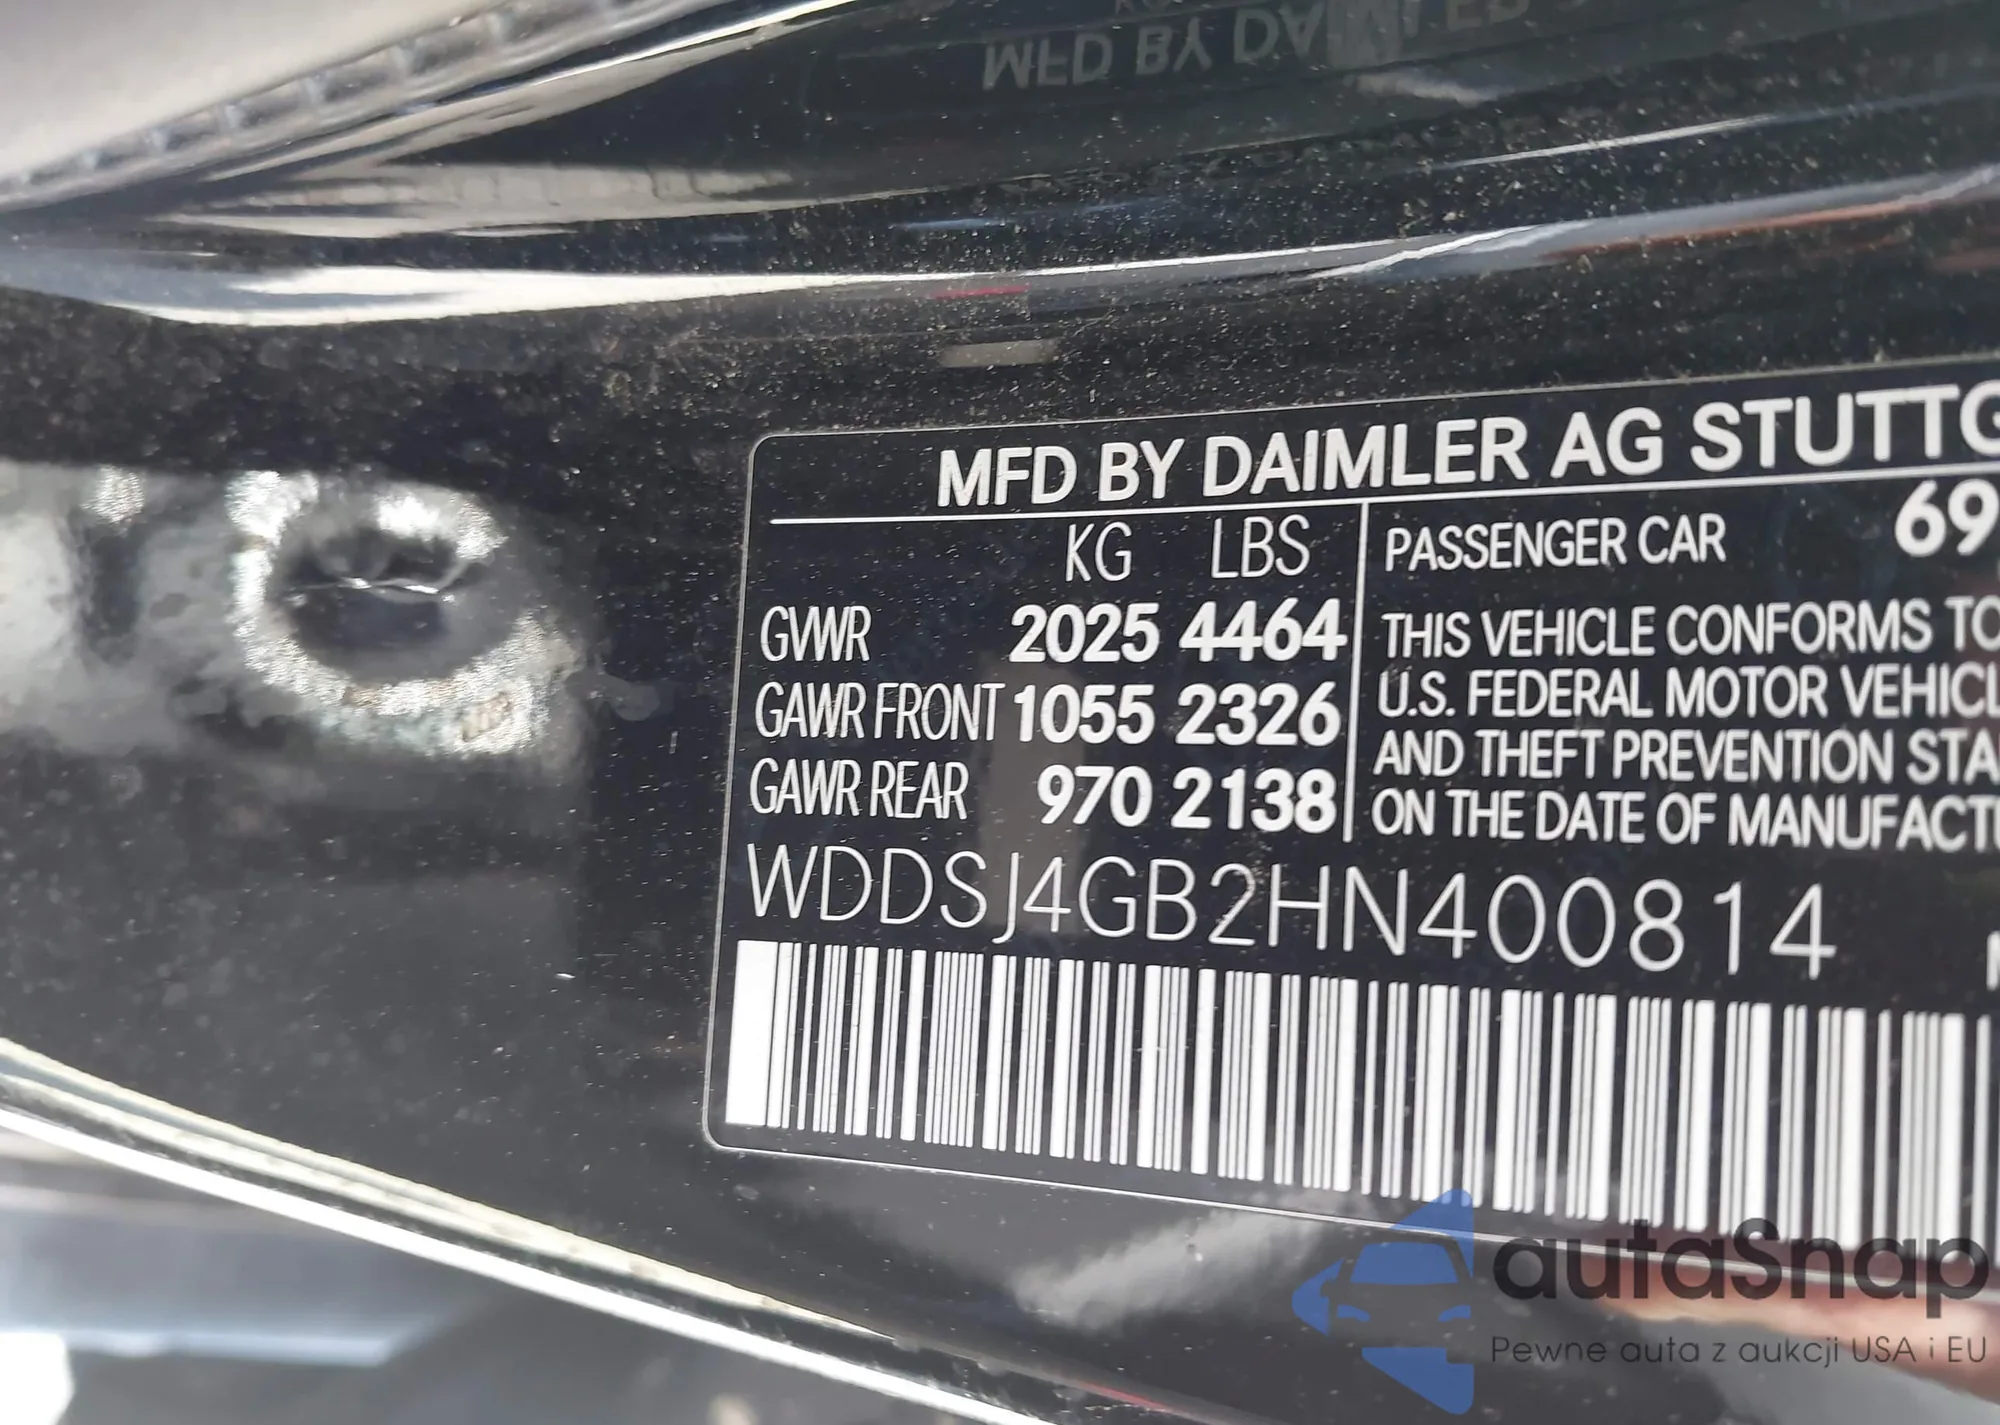 MFD BY DAIMLER
MFD BY DAIMLER AG STUTTG
KG LBS
PASSENGER CAR 69
GVWR 2025 4464
GAWR FRONT 1055 2326
GAWR REAR 970 2138
THIS VEHICLE CONFORMS TO
U.S. FEDERAL MOTOR VEHICL
AND THEFT PREVENTION STA
ON THE DATE OF MANUFACTU
WDDSJ4GB2HN400814
autaSnap
Pewne auta z aukcji USA i EU